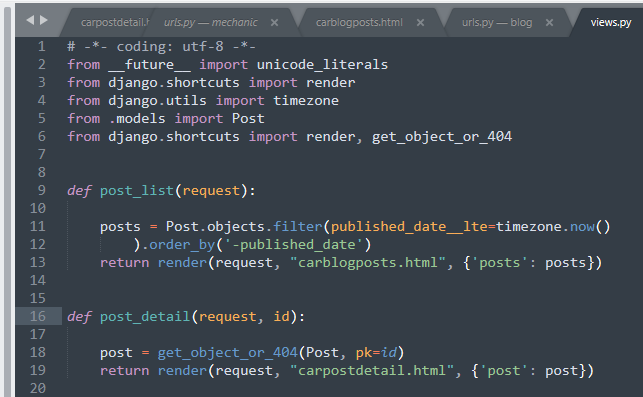 carpostdetail.h urls.py — mechanic carblogposts.html urls.py — blog views.py
1 # -*- coding: utf-8 -*-
2 from __future__ import unicode_literals
3 from django.shortcuts import render
4 from django.utils import timezone
5 from .models import Post
6 from django.shortcuts import render, get_object_or_404
7
8
9 def post_list(request):
10
11 posts = Post.objects.filter(published_date__lte=timezone.now()
12 ).order_by('-published_date')
13 return render(request, "carblogposts.html", {'posts': posts})
14
15
16 def post_detail(request, id):
17
18 post = get_object_or_404(Post, pk=id)
19 return render(request, "carpostdetail.html", {'post': post})
20